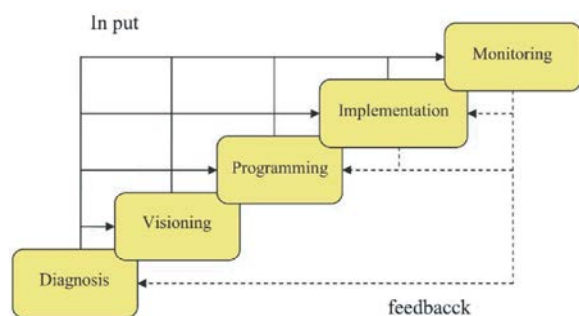 In put
Monitoring
Implementation
Programming
Visioning
Diagnosis
feedbacck